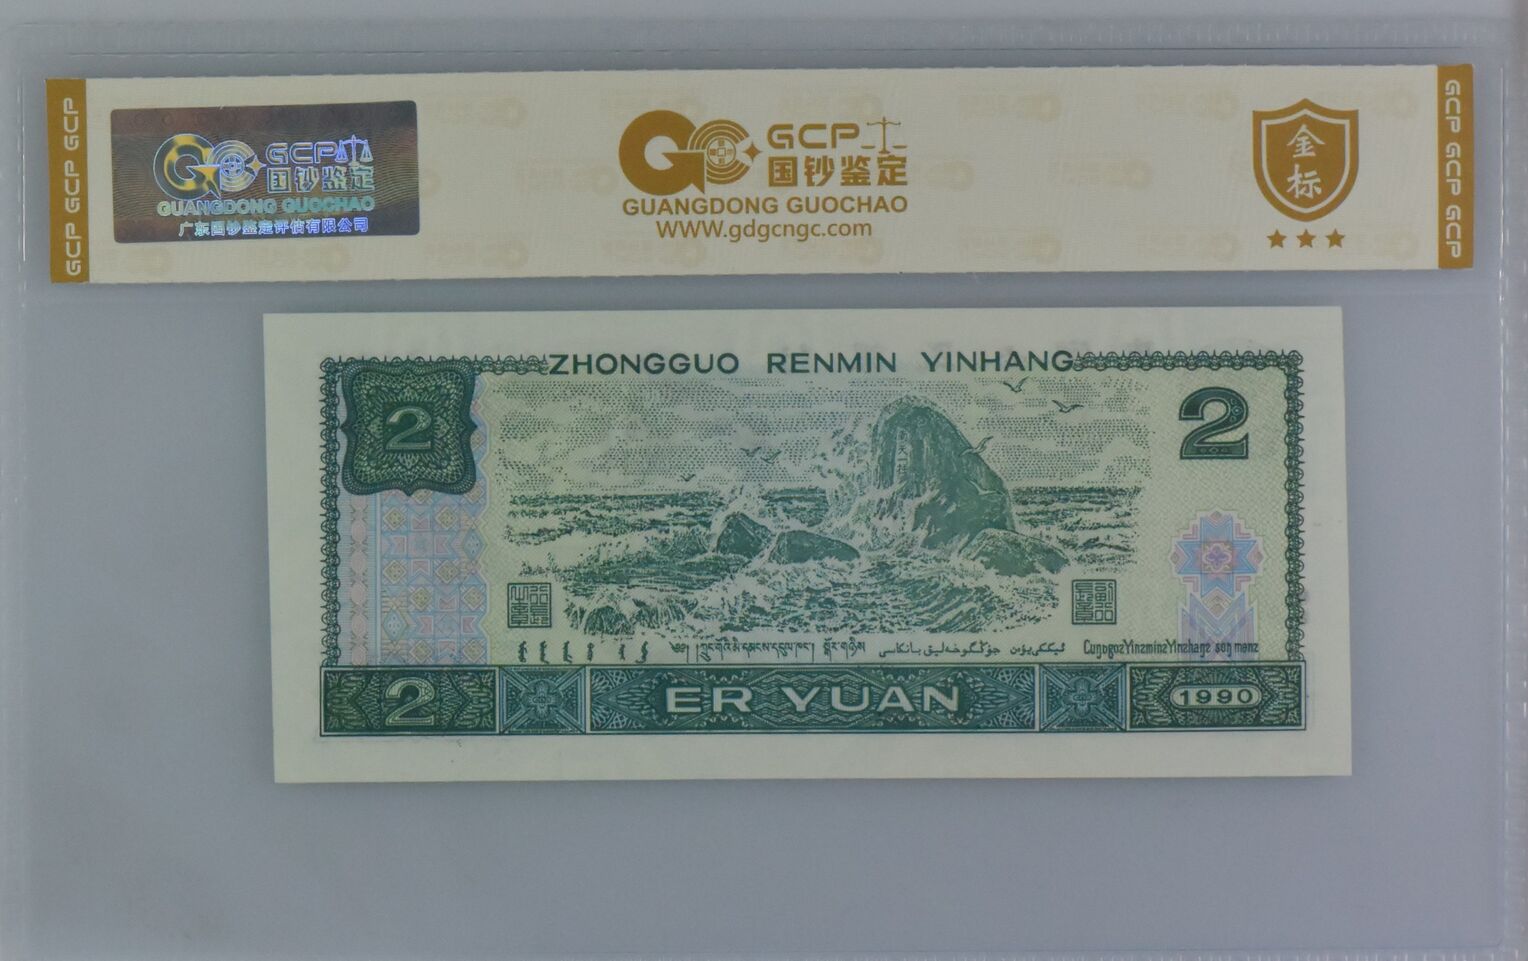 GCP GCP GCP
GCP
国钞鉴定
GUANGDONG GUOCHAO
广东国钞鉴定评估有限公司
GCP
国钞鉴定
GUANGDONG GUOCHAO
WWW.gdgcngc.com
金
标
GCP GCP GCP
ZHONGGUO RENMIN YINHANG
2
2
2
ER YUAN
1990